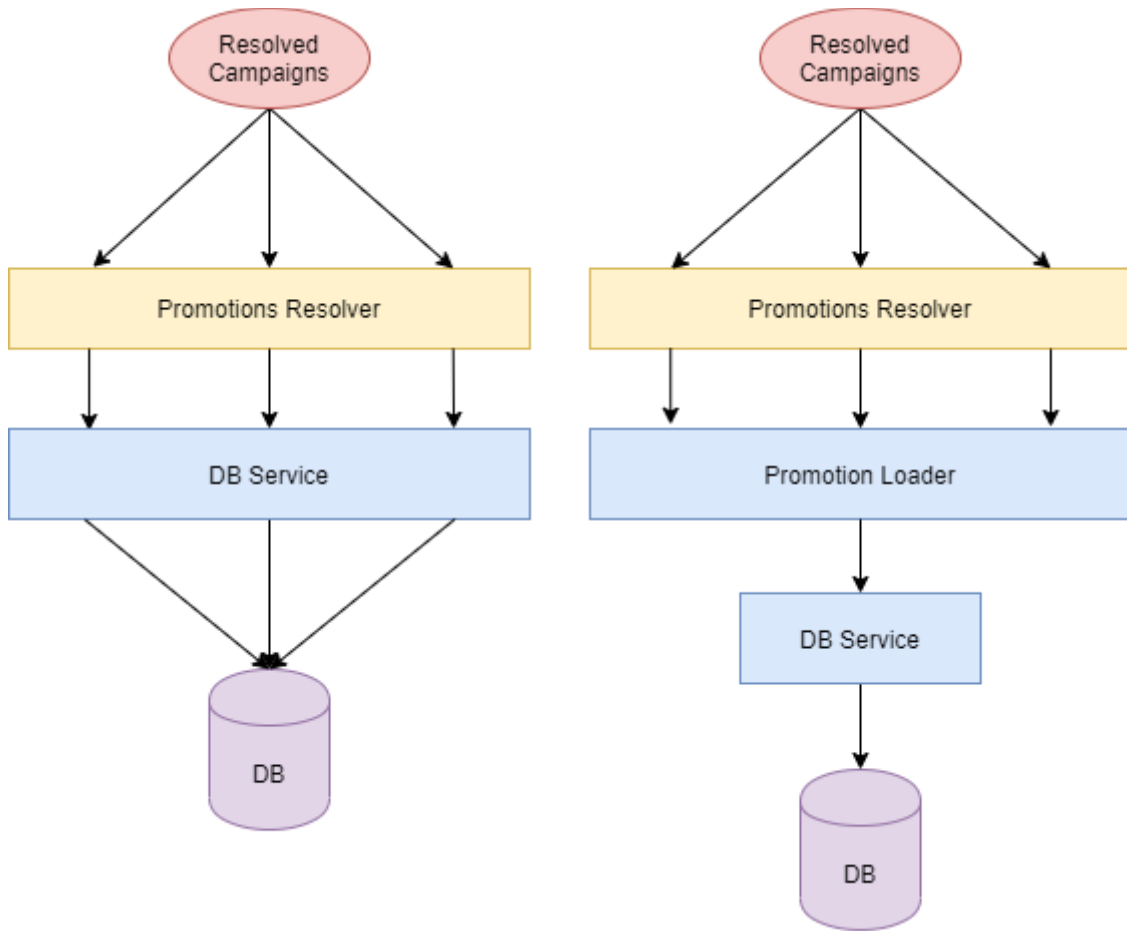 Resolved
Campaigns
Promotions Resolver
DB Service
DB
Resolved
Campaigns
Promotions Resolver
Promotion Loader
DB Service
DB